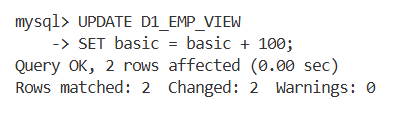 mysql> UPDATE D1_EMP_VIEW
    -> SET basic = basic + 100;
Query OK, 2 rows affected (0.00 sec)
Rows matched: 2  Changed: 2  Warnings: 0